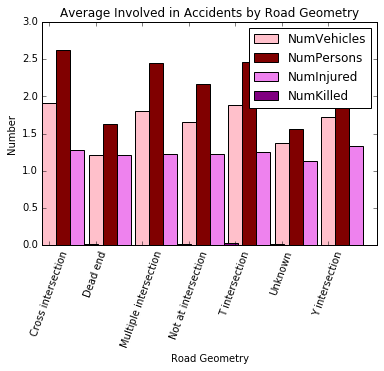 Average Involved in Accidents by Road Geometry
3.0
2.5
2.0
1.5
1.0
0.5
0.0
Number
NumVehicles
NumPersons
NumInjured
NumKilled
Cross intersection
Dead end
Multiple intersection
Not at intersection
T intersection
Unknown
Y intersection
Road Geometry